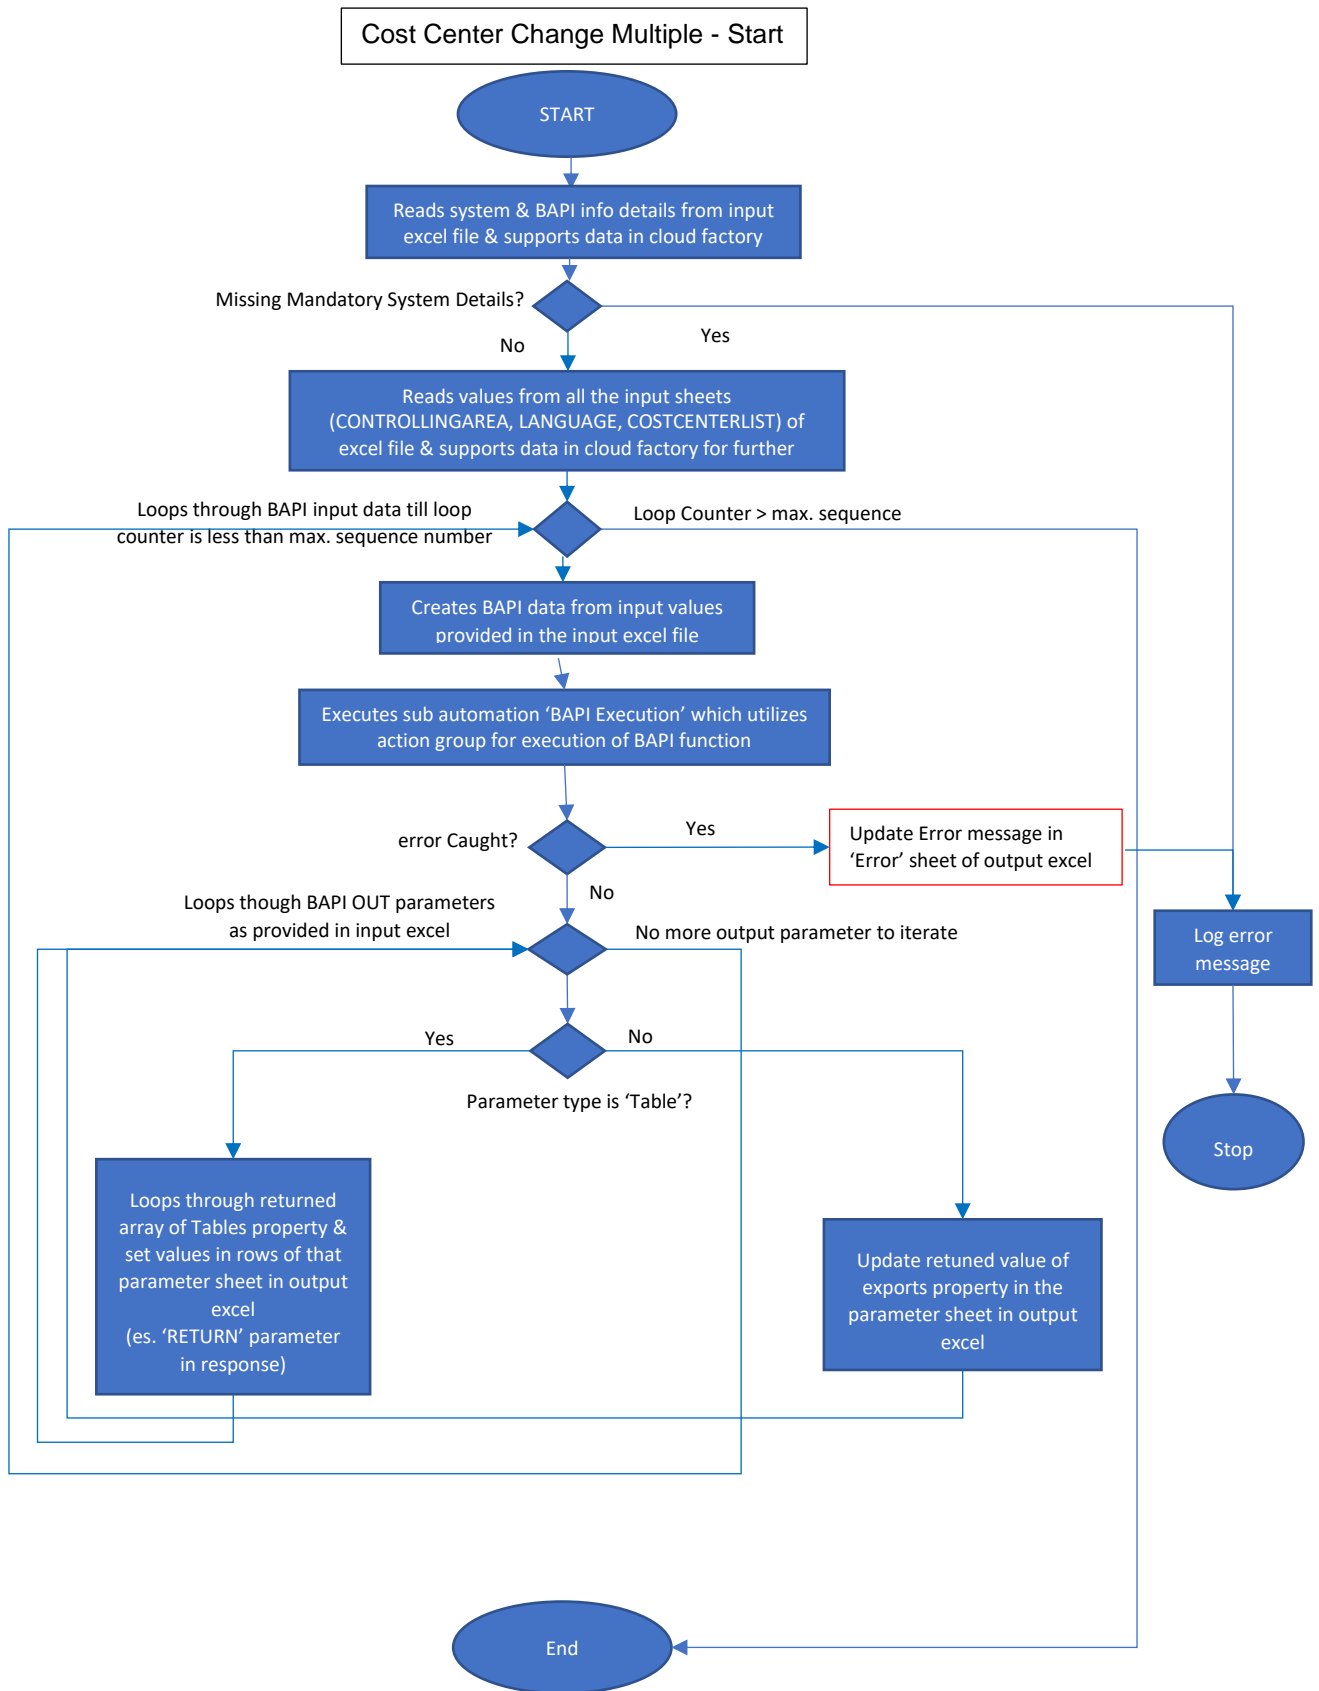 Cost Center Change Multiple - Start
START
Reads system & BAPI info details from input
excel file & supports data in cloud factory
Missing Mandatory System Details?
Yes
No
Reads values from all the input sheets
(CONTROLLINGAREA, LANGUAGE, COSTCENTERLIST) of
excel file & supports data in cloud factory for further
Loops through BAPI input data till loop
counter is less than max. sequence number
Loop Counter > max. sequence
Creates BAPI data from input values
provided in the input excel file
Executes sub automation ‘BAPI Execution’ which utilizes
action group for execution of BAPI function
error Caught?
Yes
Update Error message in
‘Error’ sheet of output excel
No
Loops though BAPI OUT parameters
as provided in input excel
No more output parameter to iterate
Log error
message
Yes
No
Parameter type is ‘Table’?
Stop
Loops through returned
array of Tables property &
set values in rows of that
parameter sheet in output
excel
(es. ‘RETURN’ parameter
in response)
Update retuned value of
exports property in the
parameter sheet in output
excel
End